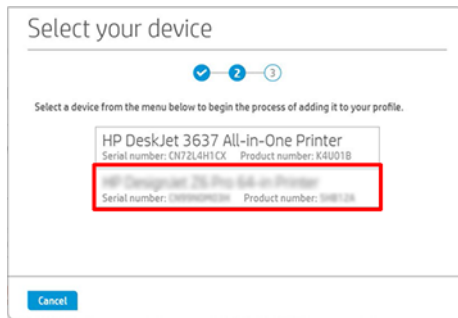 Select your device
2
3
Select a device from the menu below to begin the process of adding it to your profile.
HP DeskJet 3637 All-in-One Printer
Serial number: CN72L4H1CX Product number: K4U01B
Serial number: Product number:
Cancel